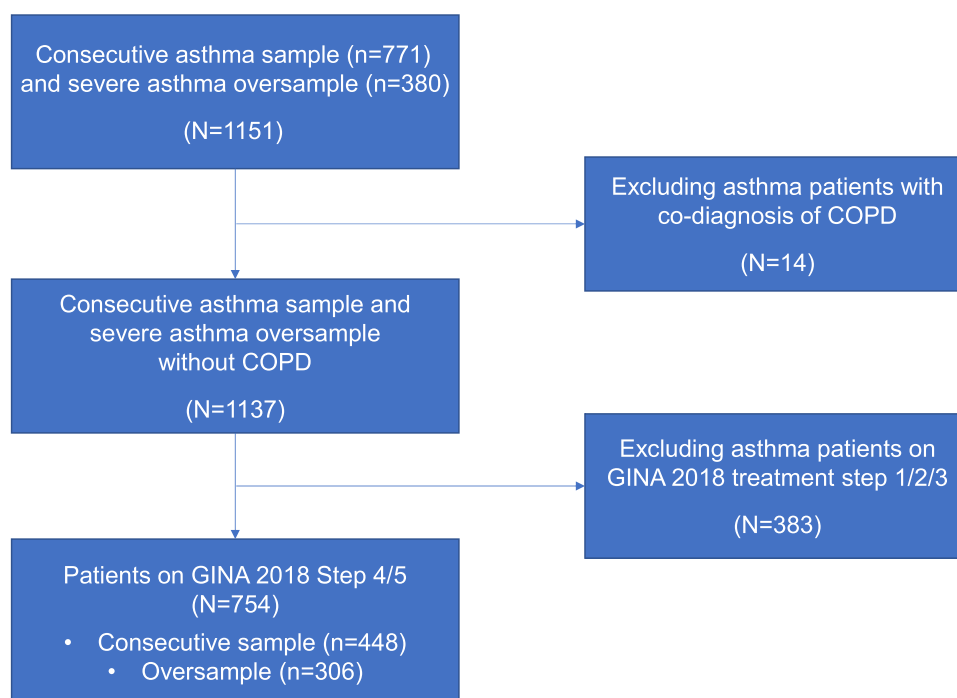 Consecutive asthma sample (n=771)
and severe asthma oversample (n=380)
(N=1151)
Excluding asthma patients with
co-diagnosis of COPD
(N=14)
Consecutive asthma sample and
severe asthma oversample
without COPD
(N=1137)
Excluding asthma patients on
GINA 2018 treatment step 1/2/3
(N=383)
Patients on GINA 2018 Step 4/5
(N=754)
• Consecutive sample (n=448)
• Oversample (n=306)